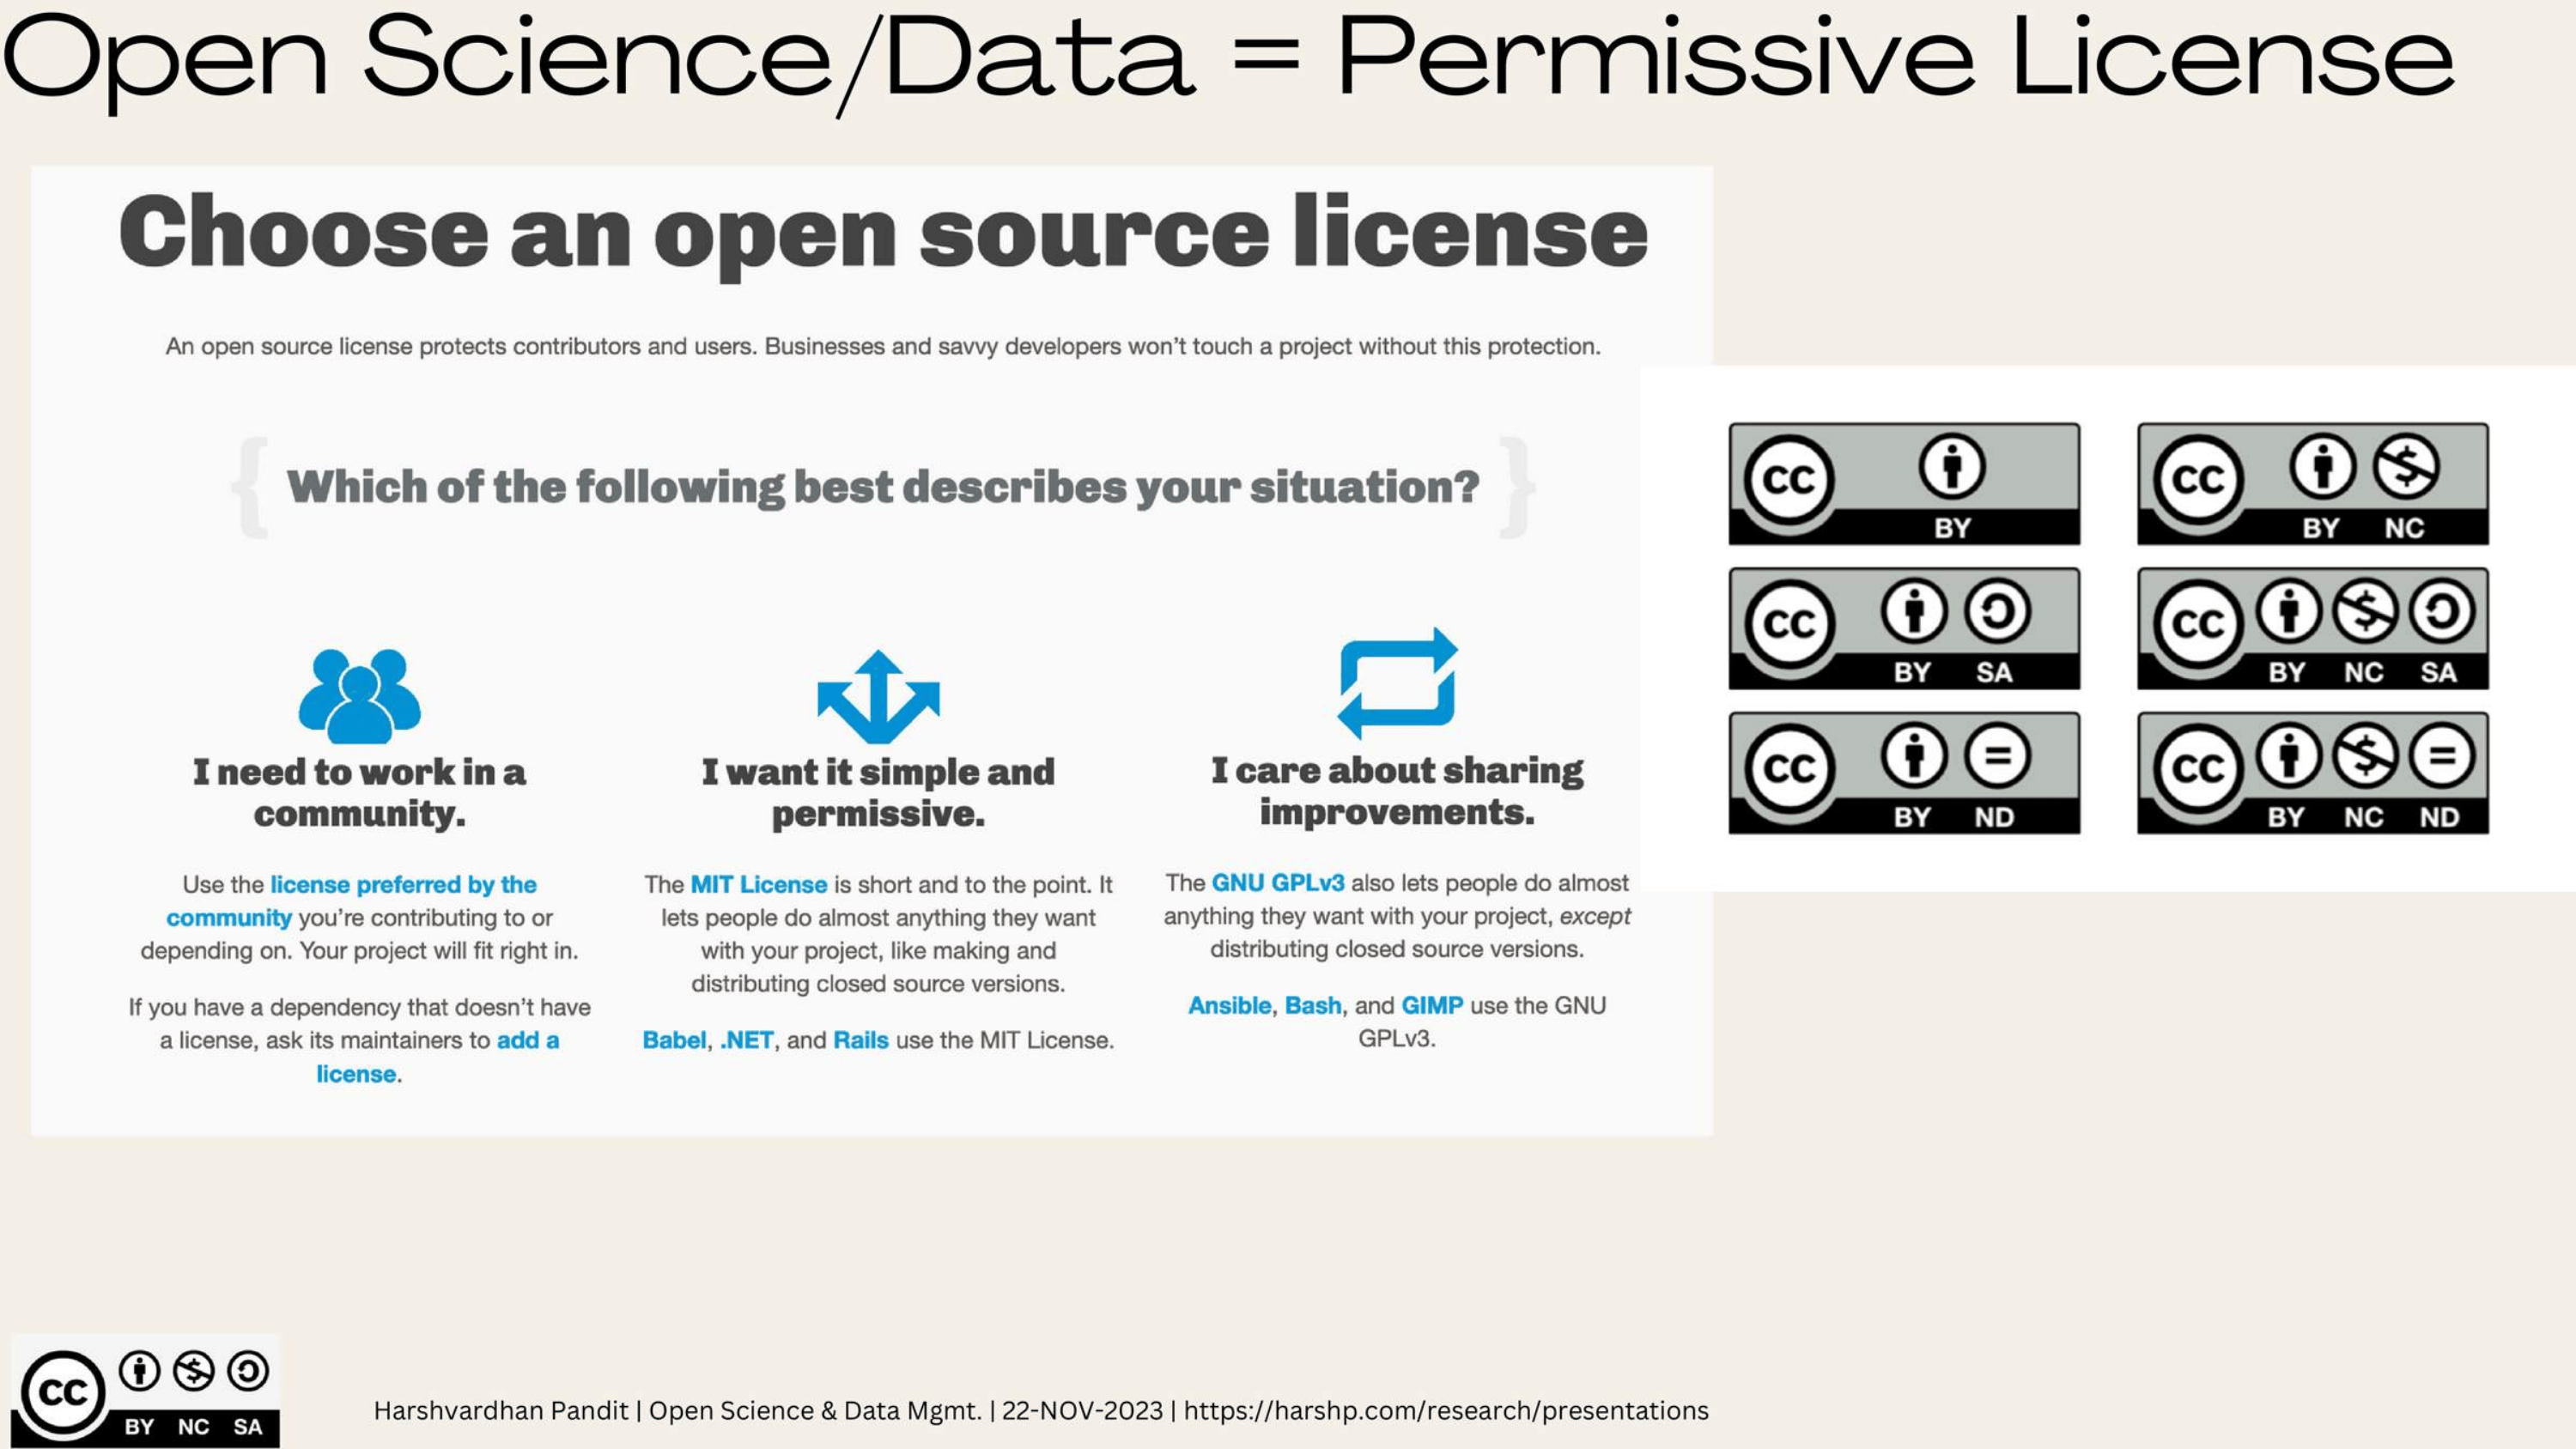 Open Science/Data = Permissive License
Choose an open source license
An open source license protects contributors and users. Businesses and savvy developers won't touch a project without this protection.
{ Which of the following best describes your situation? }
I need to work in a
community.
Use the license preferred by the
community you're contributing to or
depending on. Your project will fit right in.
If you have a dependency that doesn't have
a license, ask its maintainers to add a
license.
I want it simple and
permissive.
The MIT License is short and to the point. It
lets people do almost anything they want
with your project, like making and
distributing closed source versions.
Babel, .NET, and Rails use the MIT License.
I care about sharing
improvements.
The GNU GPLv3 also lets people do almost
anything they want with your project, except
distributing closed source versions.
Ansible, Bash, and GIMP use the GNU
GPLv3.
CC
BY
CC
BY NC
CC
BY SA
CC
BY NC SA
CC
BY ND
CC
BY NC ND
CC
BY NC SA
Harshvardhan Pandit | Open Science & Data Mgmt. | 22-NOV-2023 | https://harshp.com/research/presentations